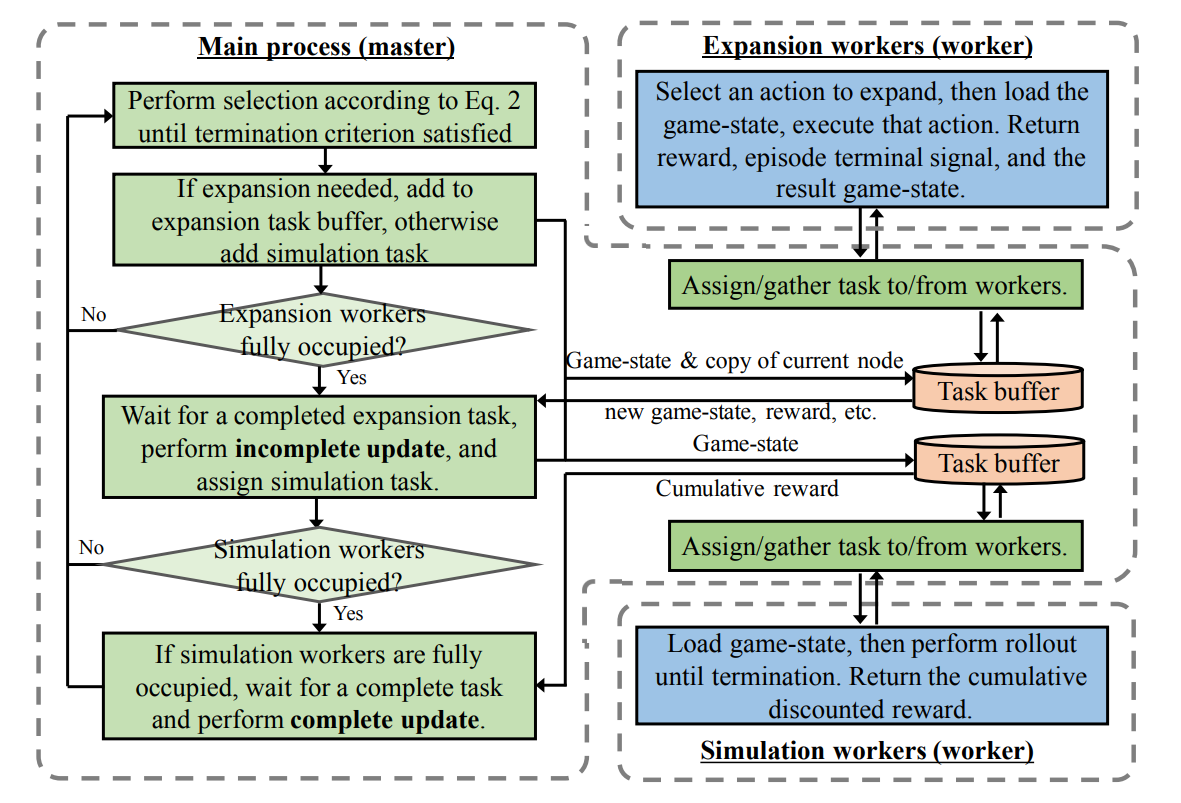 Main process (master)
Perform selection according to Eq. 2
until termination criterion satisfied
If expansion needed, add to
expansion task buffer, otherwise
add simulation task
Expansion workers
fully occupied?
No
Yes
Wait for a completed expansion task,
perform incomplete update, and
assign simulation task.
Simulation workers
fully occupied?
No
Yes
If simulation workers are fully
occupied, wait for a complete task
and perform complete update.
Expansion workers (worker)
Select an action to expand, then load the
game-state, execute that action. Return
reward, episode terminal signal, and the
result game-state.
Assign/gather task to/from workers.
Game-state & copy of current node
Task buffer
new game-state, reward, etc.
Game-state
Task buffer
Cumulative reward
Assign/gather task to/from workers.
Load game-state, then perform rollout
until termination. Return the cumulative
discounted reward.
Simulation workers (worker)